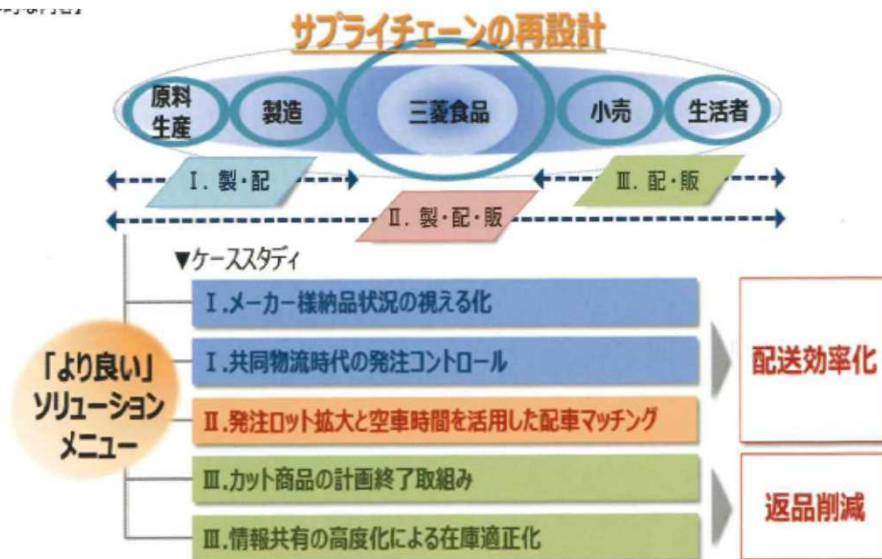 サプライチェーンの再設計
原料
生産
製造
三菱食品
小売
生活者
Ⅰ. 製・配
Ⅲ. 配・販
Ⅱ. 製・配・販
▼ケーススタディ
Ⅰ.メーカー様納品状況の視える化
Ⅰ.共同物流時代の発注コントロール
Ⅱ.発注ロット拡大と空車時間を活用した配車マッチング
Ⅲ.カット商品の計画終了取組み
Ⅲ.情報共有の高度化による在庫適正化
「より良い」
ソリューション
メニュー
配送効率化
返品削減